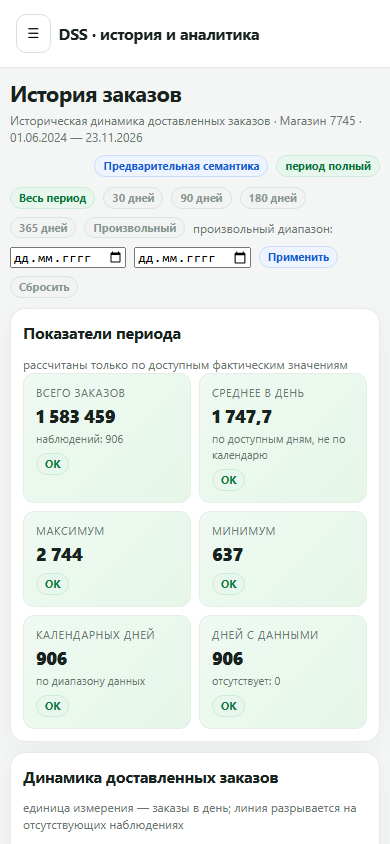 ☰ DSS · история и аналитика
История заказов
Историческая динамика доставленных заказов · Магазин 7745 ·
01.06.2024 — 23.11.2026
Предварительная семантика период полный
Весь период 30 дней 90 дней 180 дней
365 дней Произвольный произвольный диапазон:
дд.мм.гггг дд.мм.гггг Применить
Сбросить
Показатели периода
рассчитаны только по доступным фактическим значениям
ВСЕГО ЗАКАЗОВ
1 583 459
наблюдений: 906
OK
СРЕДНЕЕ В ДЕНЬ
1 747,7
по доступным дням, не по
календарю
OK
МАКСИМУМ
2 744
OK
МИНИМУМ
637
OK
КАЛЕНДАРНЫХ ДНЕЙ
906
по диапазону данных
OK
ДНЕЙ С ДАННЫМИ
906
отсутствует: 0
OK
Динамика доставленных заказов
единица измерения — заказы в день; линия разрывается на
отсутствующих наблюдениях